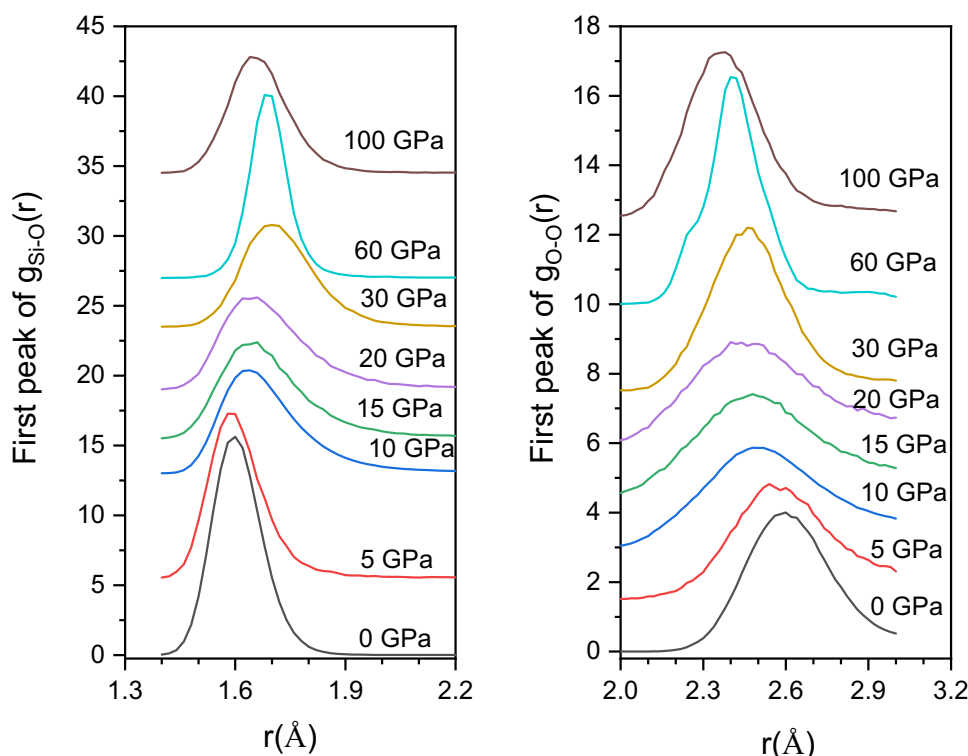 45
40
35
30
25
20
15
10
5
0
First peak of g_Si-O(r)
100 GPa
60 GPa
30 GPa
20 GPa
15 GPa
10 GPa
5 GPa
0 GPa
1.3
1.6
1.9
2.2
r(Å)
18
16
14
12
10
8
6
4
2
0
First peak of g_O-O(r)
100 GPa
60 GPa
30 GPa
20 GPa
15 GPa
10 GPa
5 GPa
0 GPa
2.0
2.3
2.6
2.9
3.2
r(Å)